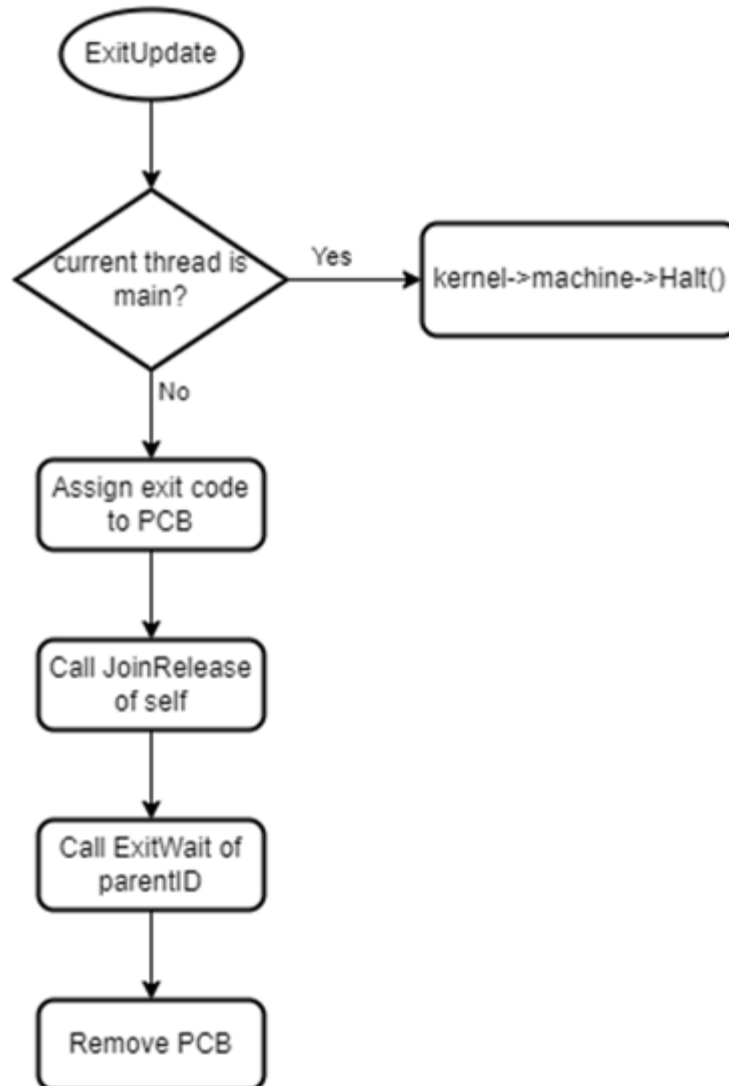 ExitUpdate
current thread is
main?
Yes
kernel->machine->Halt()
No
Assign exit code
to PCB
Call JoinRelease
of self
Call ExitWait of
parentID
Remove PCB